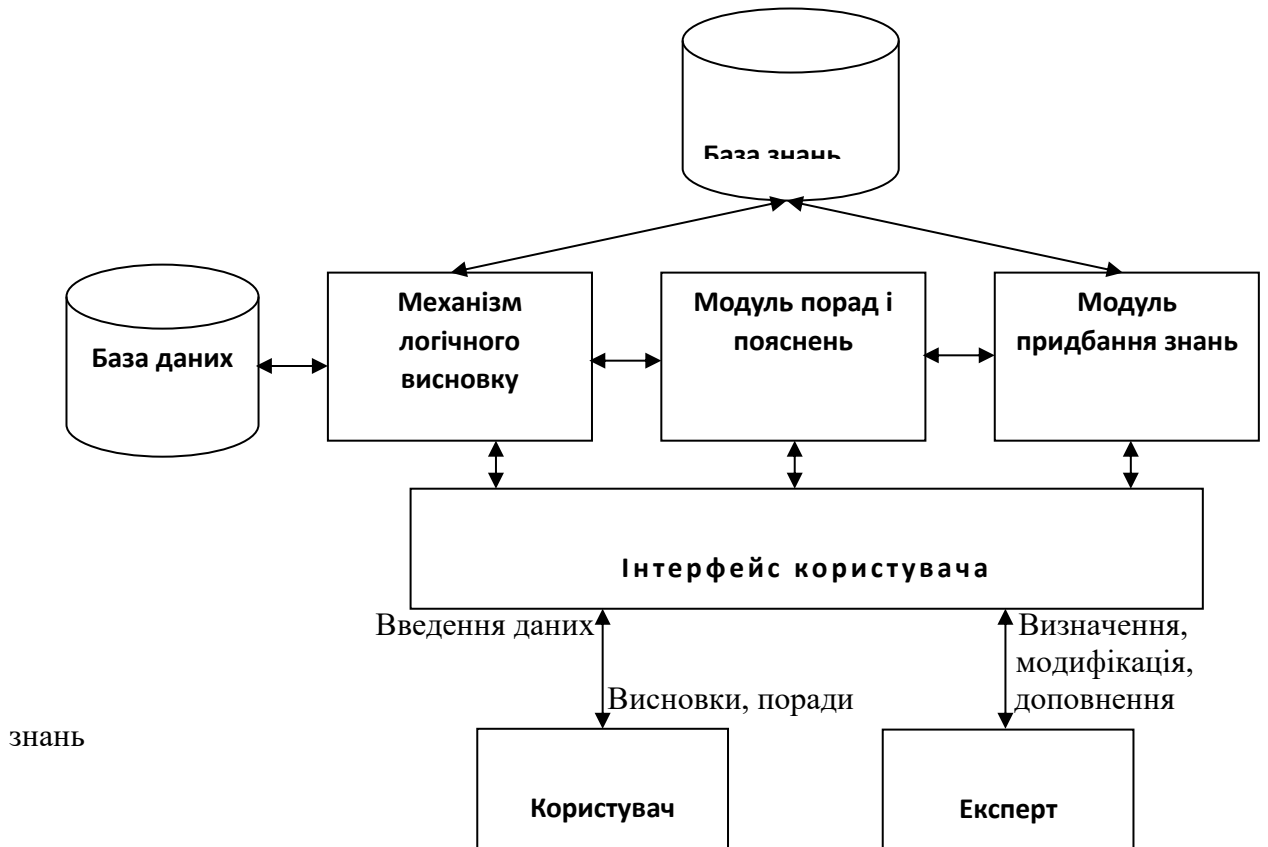 База знань
Механізм
логічного
висновку
Модуль порад і
пояснень
Модуль
придбання знань
База даних
Інтерфейс користувача
Введення даних
Визначення,
модифікація,
доповнення
Висновки, поради
знань
Користувач
Експерт